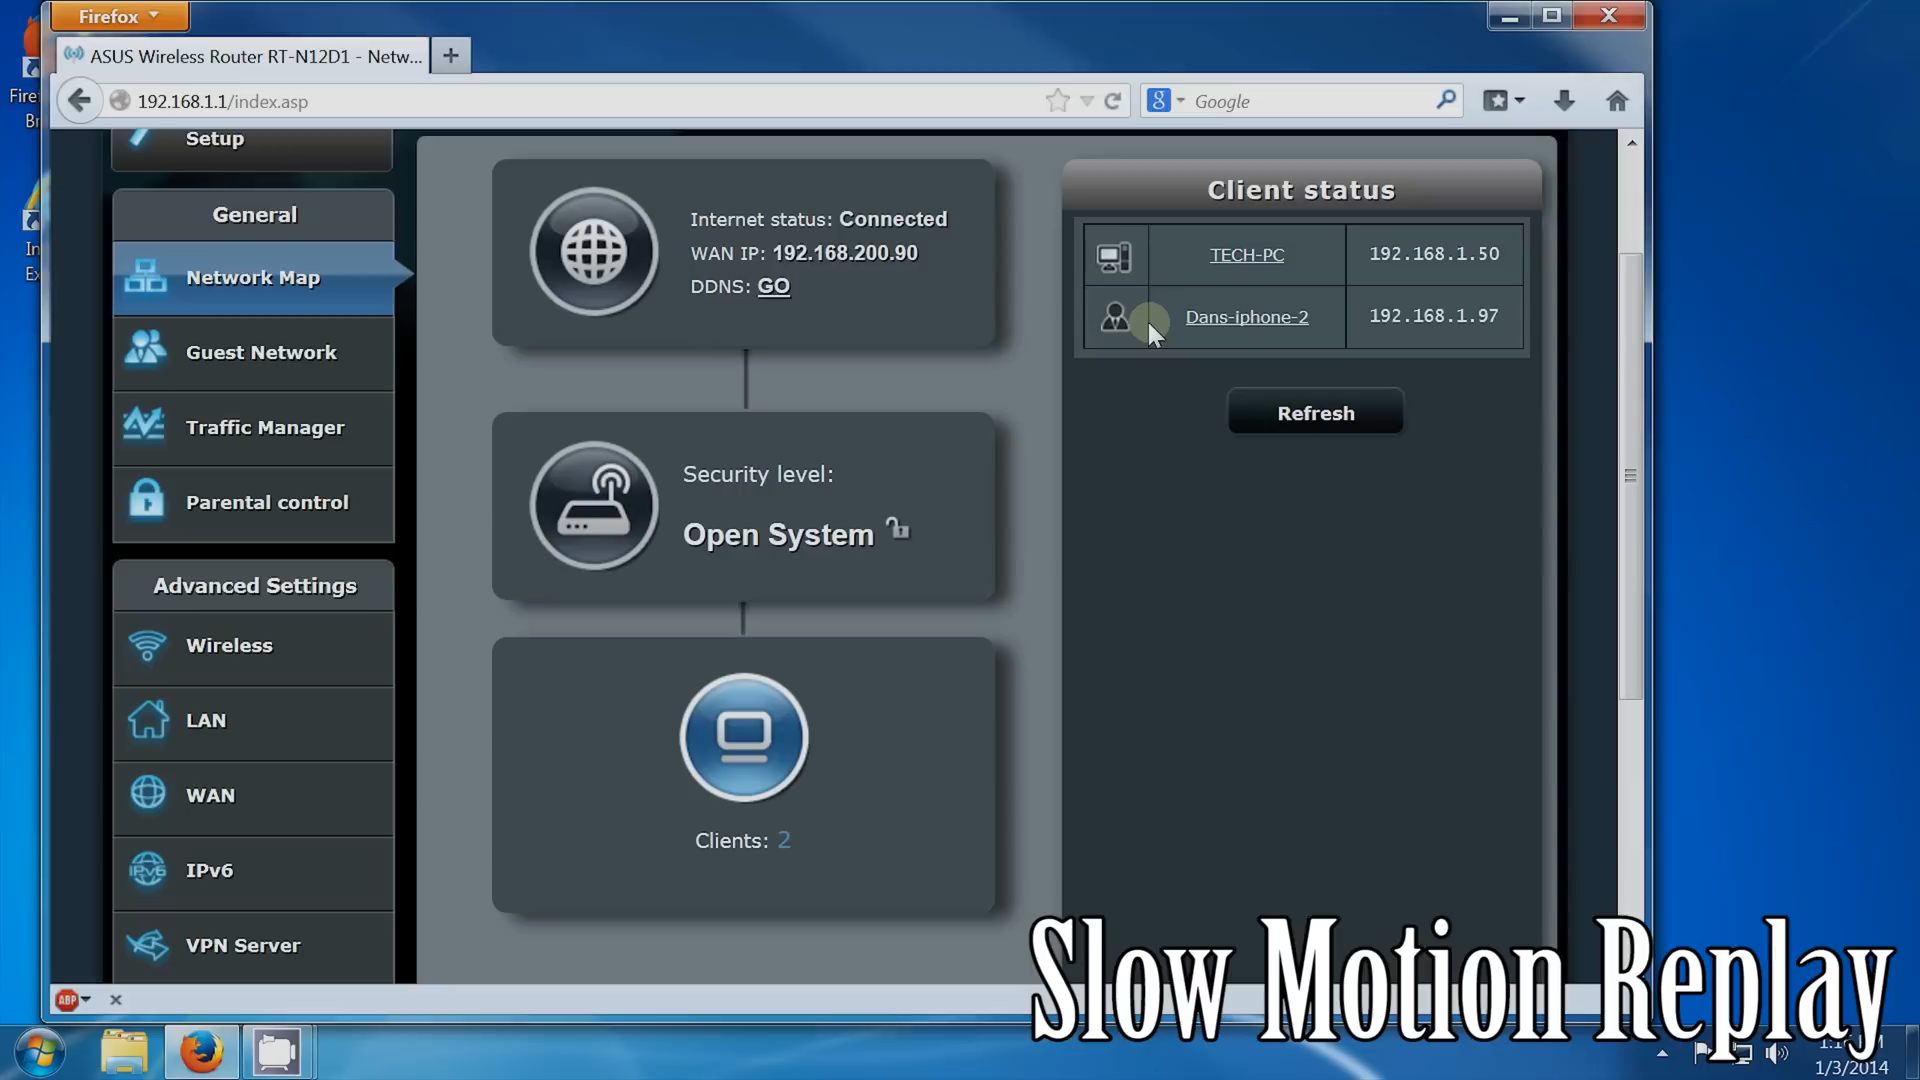 Firefox
ASUS Wireless Router RT-N12D1 - Netw...
192.168.1.1/index.asp
Google
Setup
General
Network Map
Guest Network
Traffic Manager
Parental control
Advanced Settings
Wireless
LAN
WAN
IPv6
IPv6
VPN Server
Internet status: Connected
WAN IP: 192.168.200.90
DDNS: GO
Security level:
Open System
Clients: 2
Client status
TECH-PC 192.168.1.50
Dans-iphone-2 192.168.1.97
Refresh
ABP
Slow Motion Replay
1/3/2014